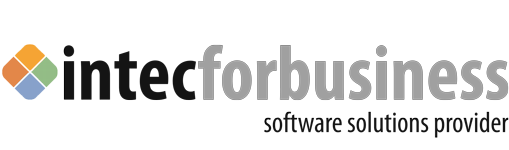 intecforbusiness
software solutions provider